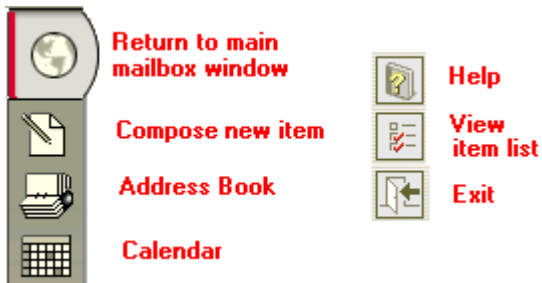 Return to main
mailbox window
Compose new item
Address Book
Calendar
Help
View
item list
Exit